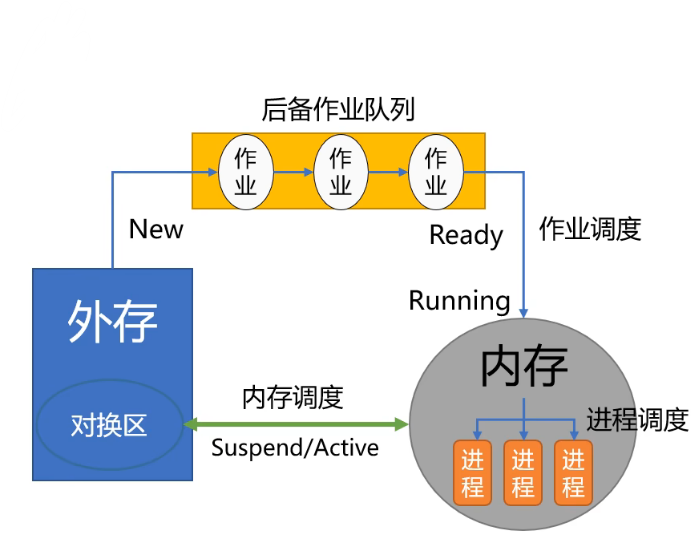 后备作业队列
作业
作业
作业
New
Ready
作业调度
Running
外存
内存
内存调度
对换区
进程调度
Suspend/Active
进程
进程
进程